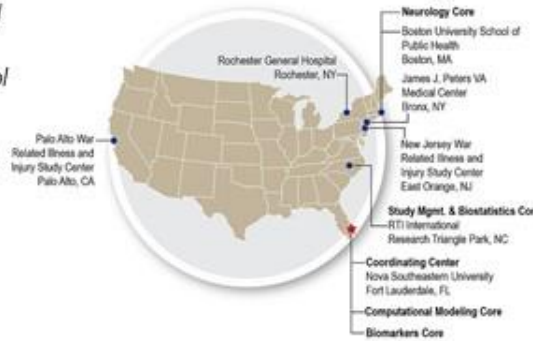 ol
Rochester General Hospital
Rochester, NY
Palo Alto War
Related Illness and
Injury Study Center
Palo Alto, CA
Neurology Core
Boston University School of
Public Health
Boston, MA
James J. Peters VA
Medical Center
Bronx, NY
New Jersey War
Related Illness and
Injury Study Center
East Orange, NJ
Study Mgmt. & Biostatistics Cor
RTI International
Research Triangle Park, NC
Coordinating Center
Nova Southeastern University
Fort Lauderdale, FL
Computational Modeling Core
Biomarkers Core